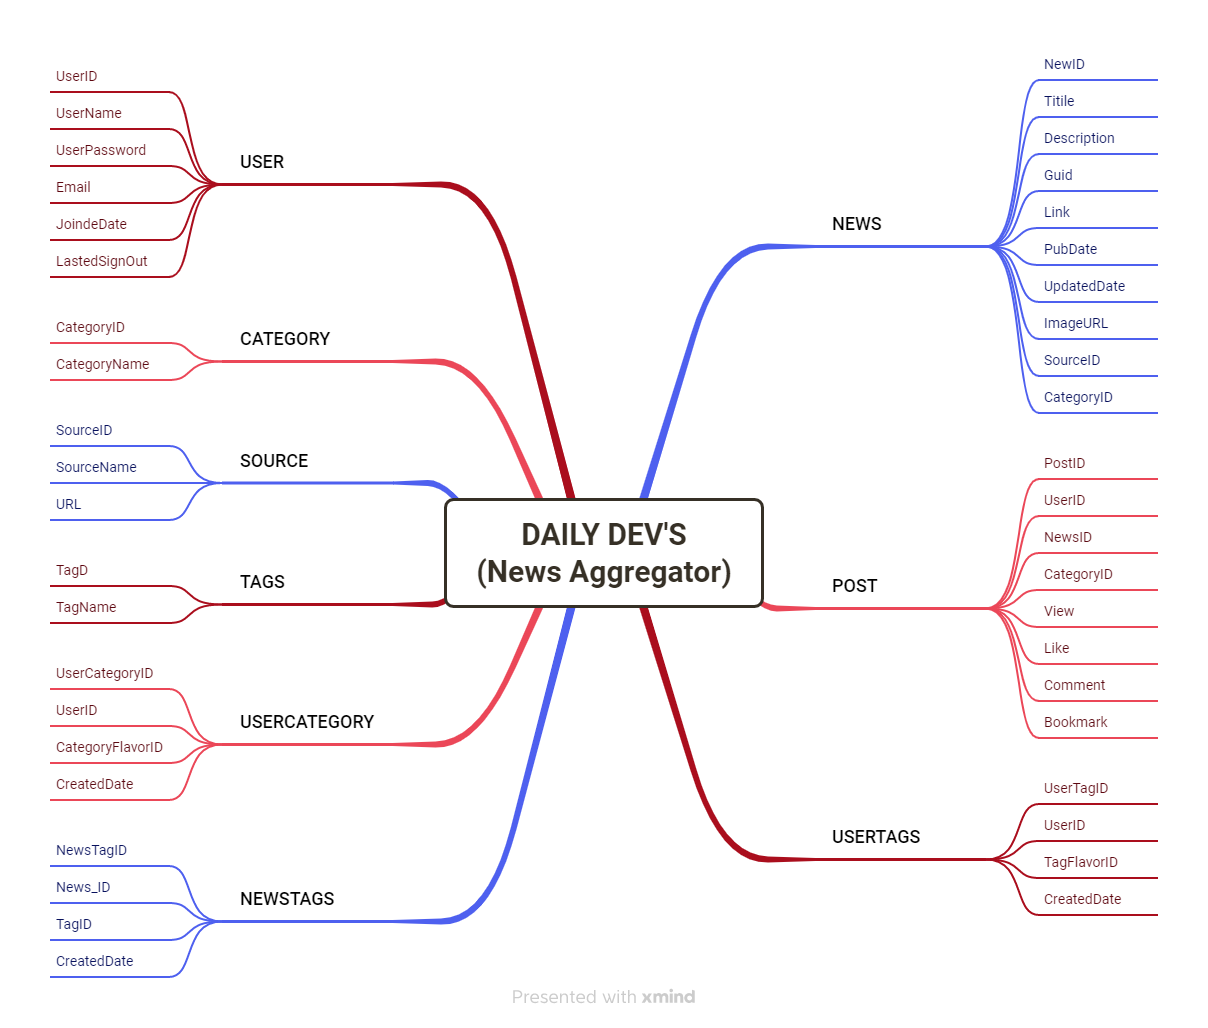 DAILY DEV'S
(News Aggregator)
USER
UserID
UserName
UserPassword
Email
JoindeDate
LastedSignOut
CATEGORY
CategoryID
CategoryName
SOURCE
SourceID
SourceName
URL
TAGS
TagD
TagName
USERCATEGORY
UserCategoryID
UserID
CategoryFlavorID
CreatedDate
NEWSTAGS
NewsTagID
News_ID
TagID
CreatedDate
NEWS
NewID
Titile
Description
Guid
Link
PubDate
UpdatedDate
ImageURL
SourceID
CategoryID
POST
PostID
UserID
NewsID
CategoryID
View
Like
Comment
Bookmark
USERTAGS
UserTagID
UserID
TagFlavorID
CreatedDate
Presented with xmind